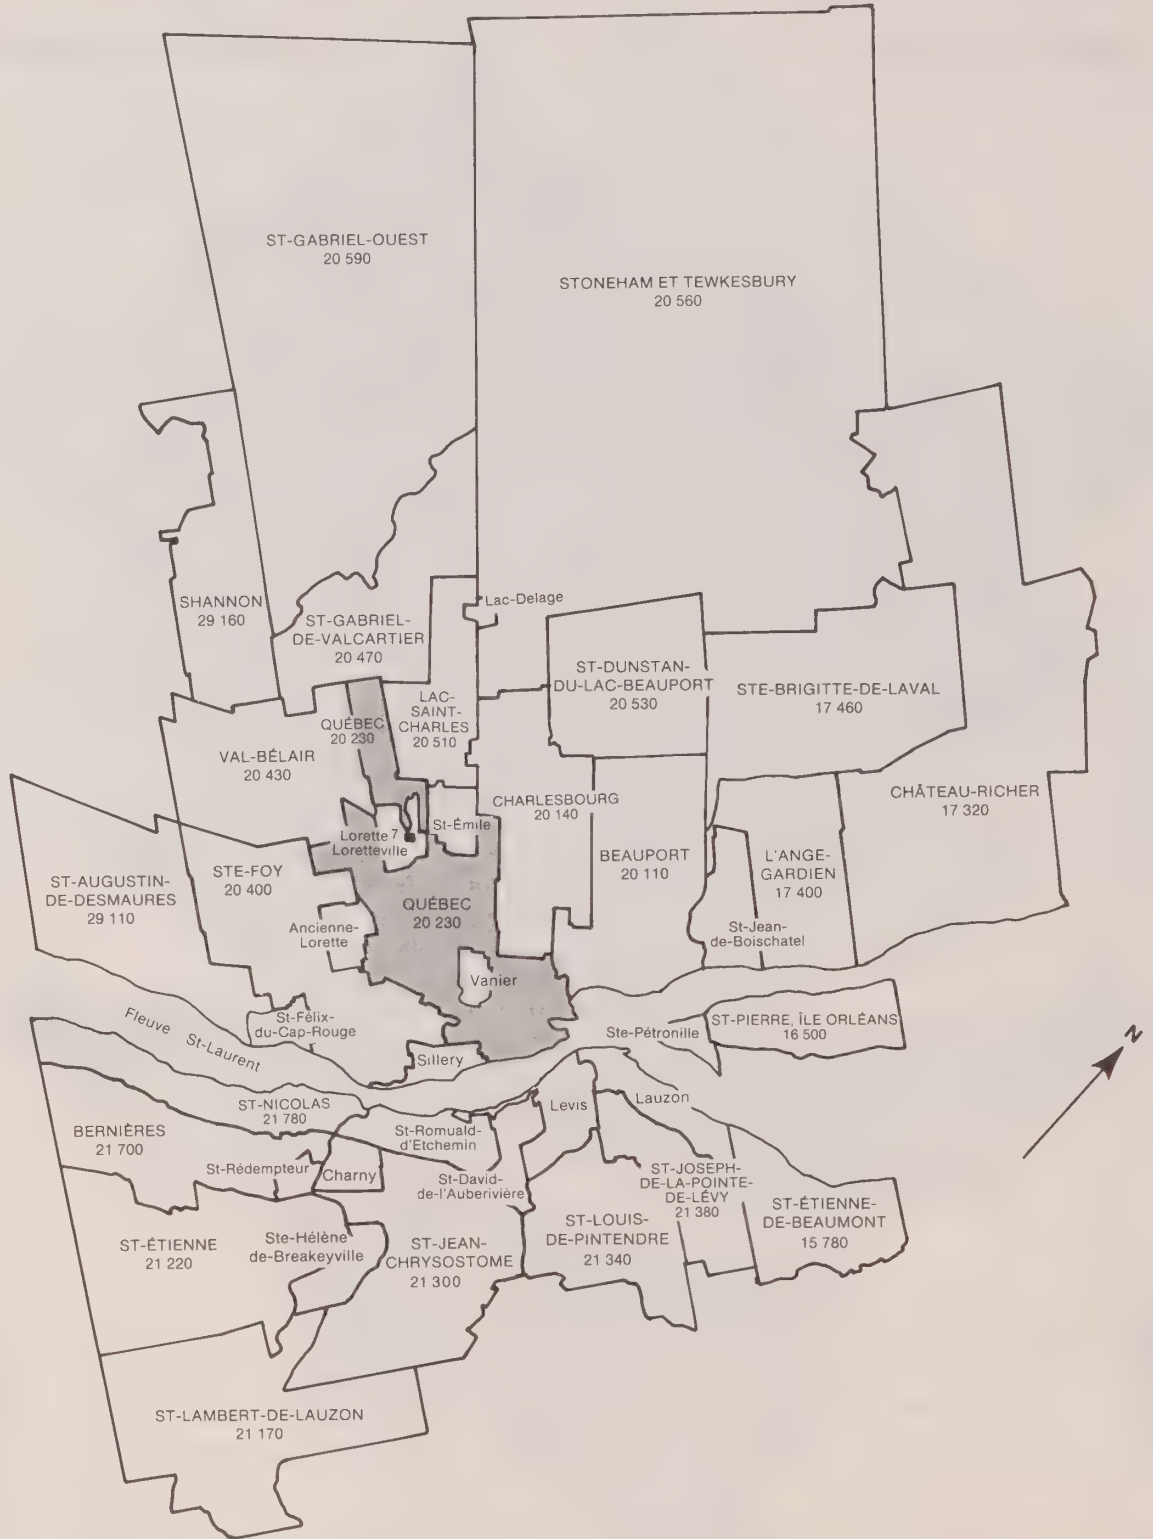 ST-GABRIEL-OUEST
20 590
STONEHAM ET TEWKESBURY
20 560
SHANNON
29 160
ST-GABRIEL-
DE-VALCARTIER
20 470
Lac-Delage
ST-DUNSTAN-
DU-LAC-BEAUPORT
20 530
STE-BRIGITTE-DE-LAVAL
17 460
QUÉBEC
20 230
LAC-
SAINT-
CHARLES
20 510
VAL-BÉLAIR
20 430
CHÂTEAU-RICHER
17 320
CHARLESBOURG
20 140
St-Émile
Lorette 7
Loretteville
BEAUPORT
20 110
L'ANGE-
GARDIEN
17 400
ST-AUGUSTIN-
DE-DESMAURES
29 110
STE-FOY
20 400
QUÉBEC
20 230
Ancienne-
Lorette
St-Jean-
de-Boischatel
Vanier
St-Félix-
du-Cap-Rouge
Fleuve St-Laurent
Sillery
Ste-Pétronille
ST-PIERRE, ÎLE ORLÉANS
16 500
N
ST-NICOLAS
21 780
BERNIÈRES
21 700
St-Romuald-
d'Etchemin
Levis
Lauzon
St-Rédempteur
Charny
St-David-
de-l'Auberivière
ST-JOSEPH-
DE-LA-POINTE-
DE-LÉVY
21 380
ST-ÉTIENNE-
DE-BEAUMONT
15 780
ST-ÉTIENNE
21 220
Ste-Hélène
de-Breakeyville
ST-JEAN-
CHRYSOSTOME
21 300
ST-LOUIS-
DE-PINTENDRE
21 340
ST-LAMBERT-DE-LAUZON
21 170